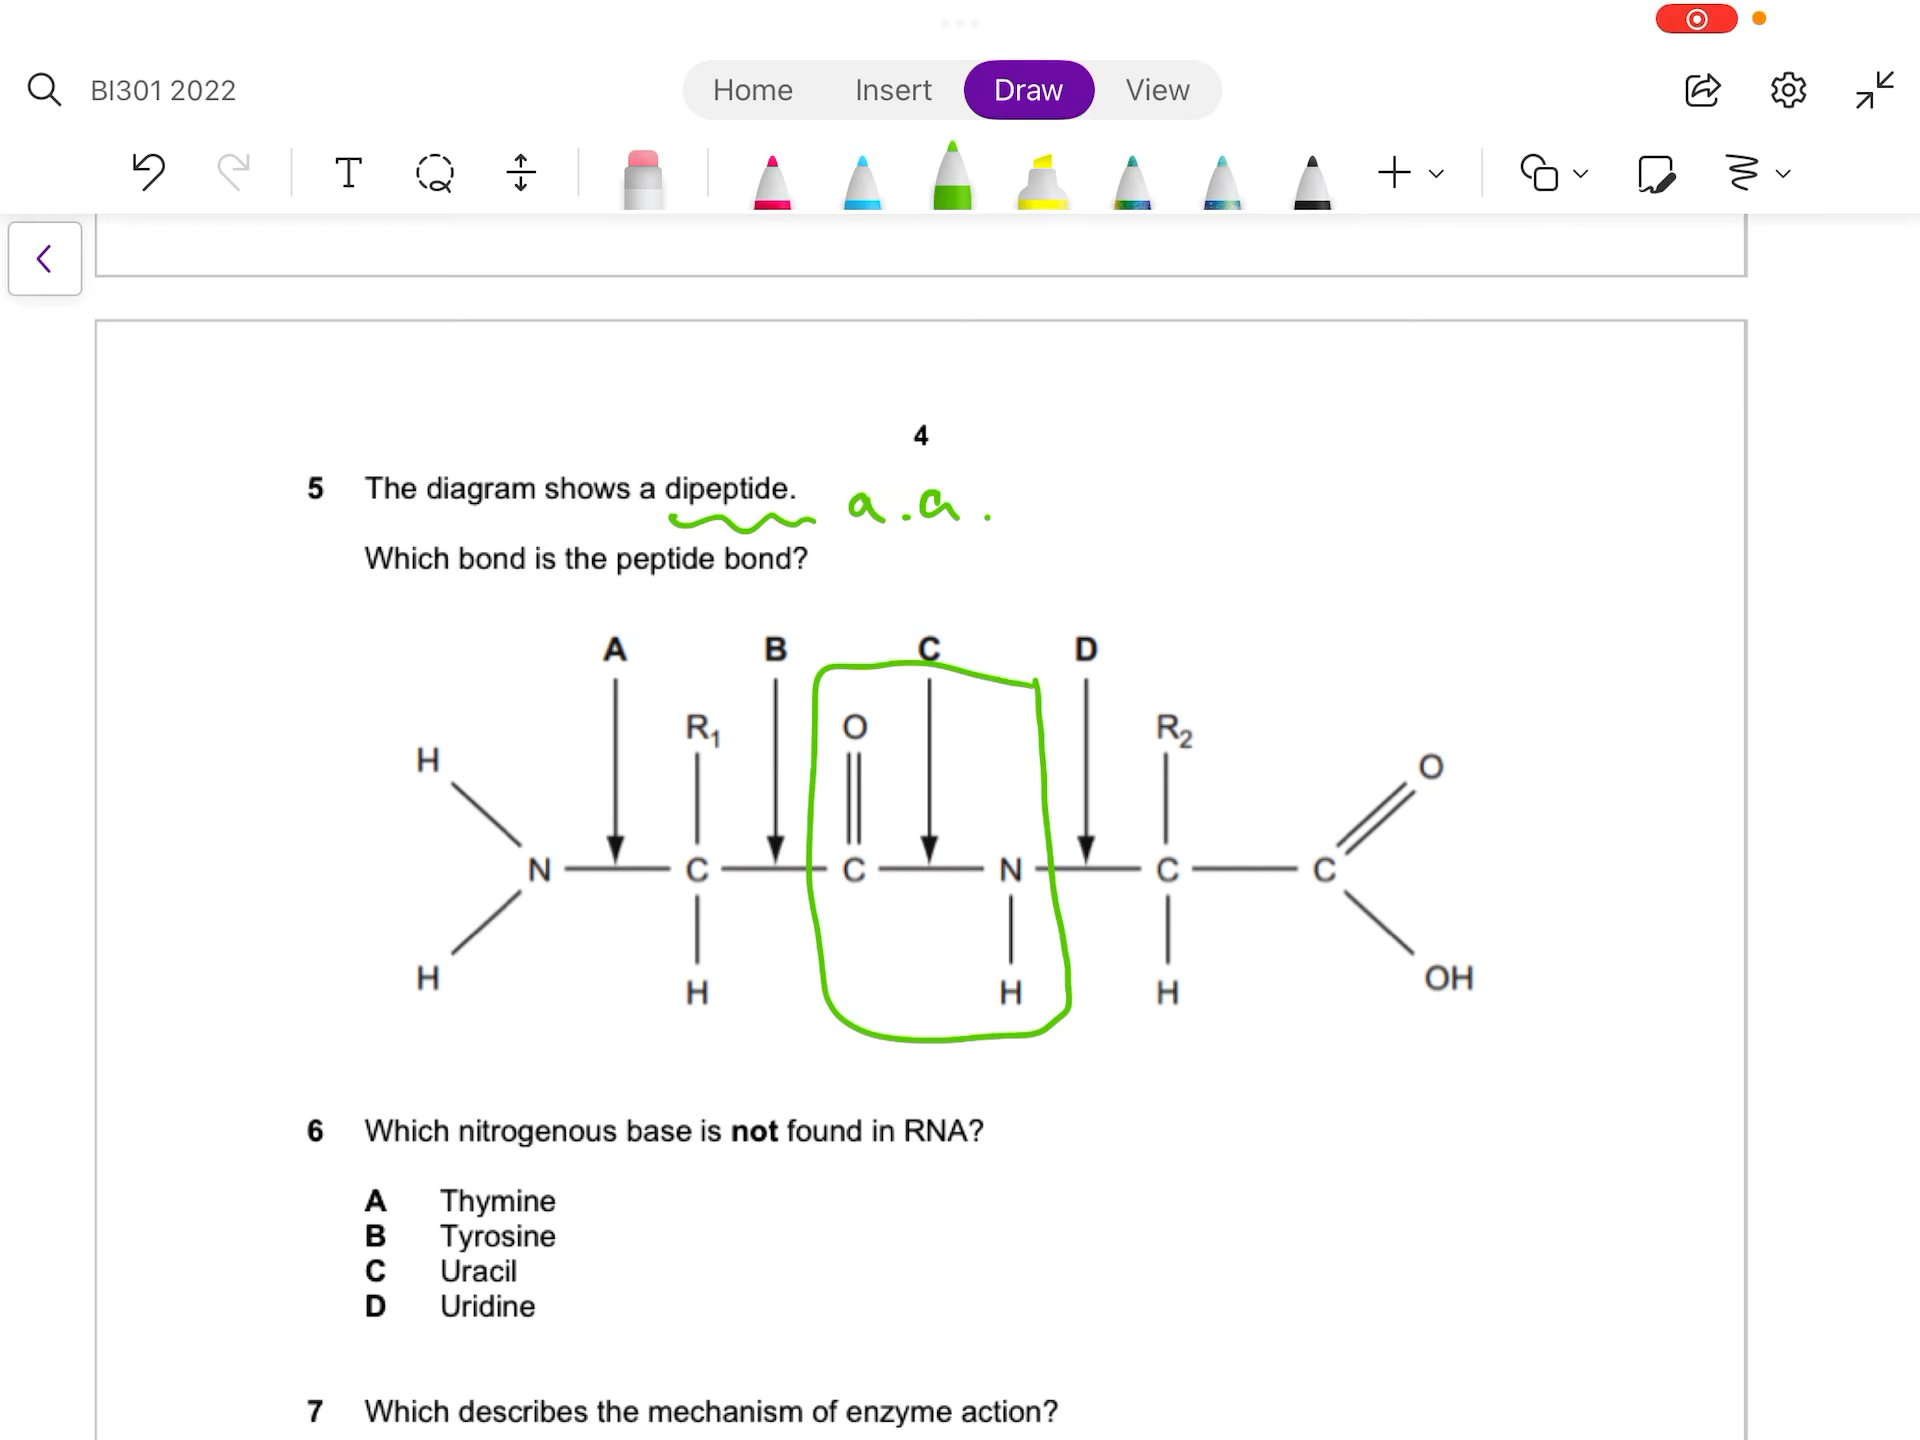 BI301 2022
Home Insert Draw View
T
4
5 The diagram shows a dipeptide. a.a.
Which bond is the peptide bond?
A B C D
R1 O R2
H O
N C C N C C
H OH
H H H
6 Which nitrogenous base is not found in RNA?
A Thymine
B Tyrosine
C Uracil
D Uridine
7 Which describes the mechanism of enzyme action?